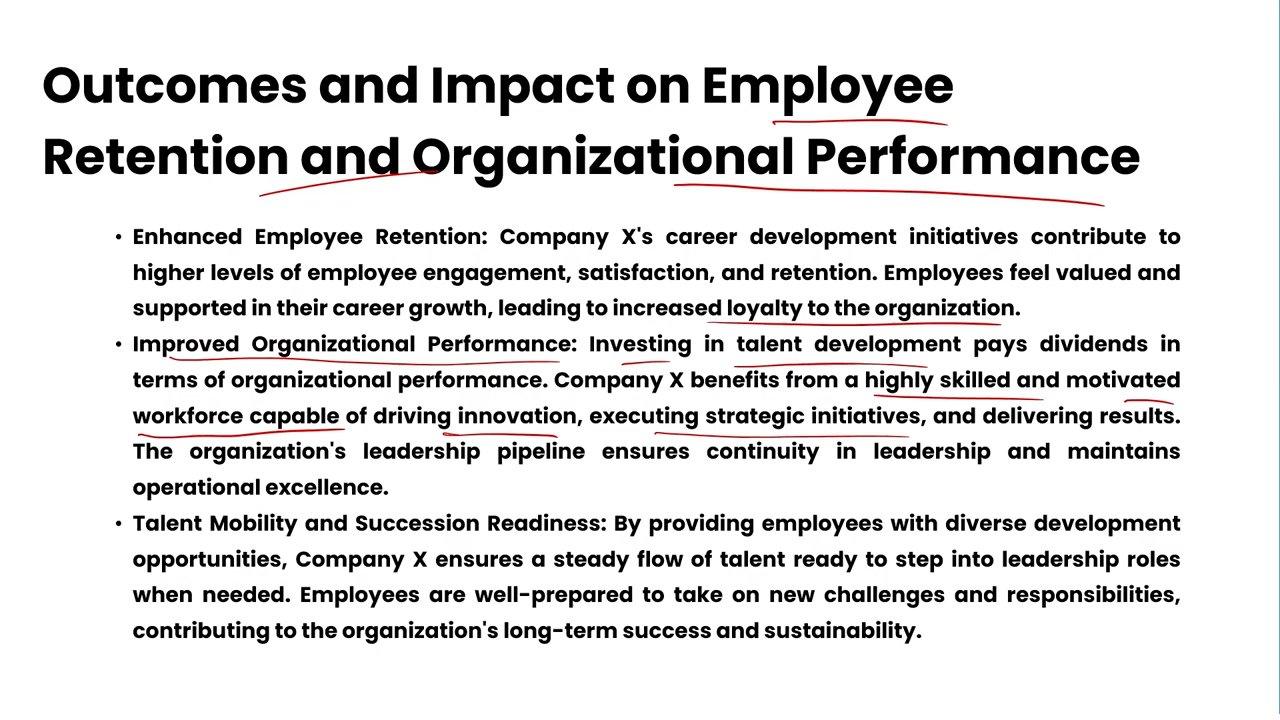 Outcomes and Impact on Employee
Retention and Organizational Performance
• Enhanced Employee Retention: Company X's career development initiatives contribute to
higher levels of employee engagement, satisfaction, and retention. Employees feel valued and
supported in their career growth, leading to increased loyalty to the organization.
• Improved Organizational Performance: Investing in talent development pays dividends in
terms of organizational performance. Company X benefits from a highly skilled and motivated
workforce capable of driving innovation, executing strategic initiatives, and delivering results.
The organization's leadership pipeline ensures continuity in leadership and maintains
operational excellence.
• Talent Mobility and Succession Readiness: By providing employees with diverse development
opportunities, Company X ensures a steady flow of talent ready to step into leadership roles
when needed. Employees are well-prepared to take on new challenges and responsibilities,
contributing to the organization's long-term success and sustainability.